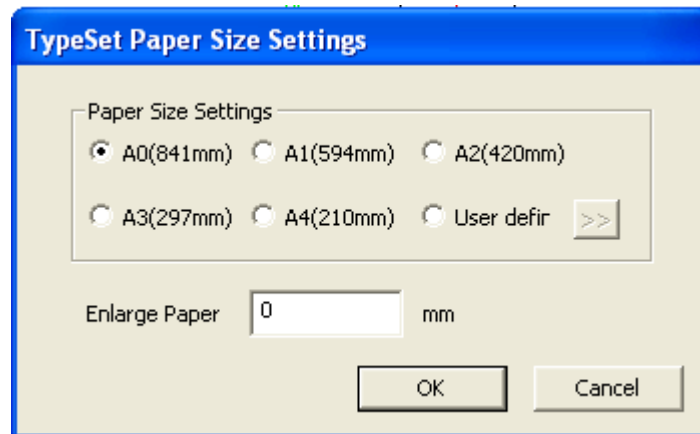 TypeSet Paper Size Settings
Paper Size Settings
A0(841mm) A1(594mm) A2(420mm)
A3(297mm) A4(210mm) User defir >>
Enlarge Paper 0 mm
OK Cancel